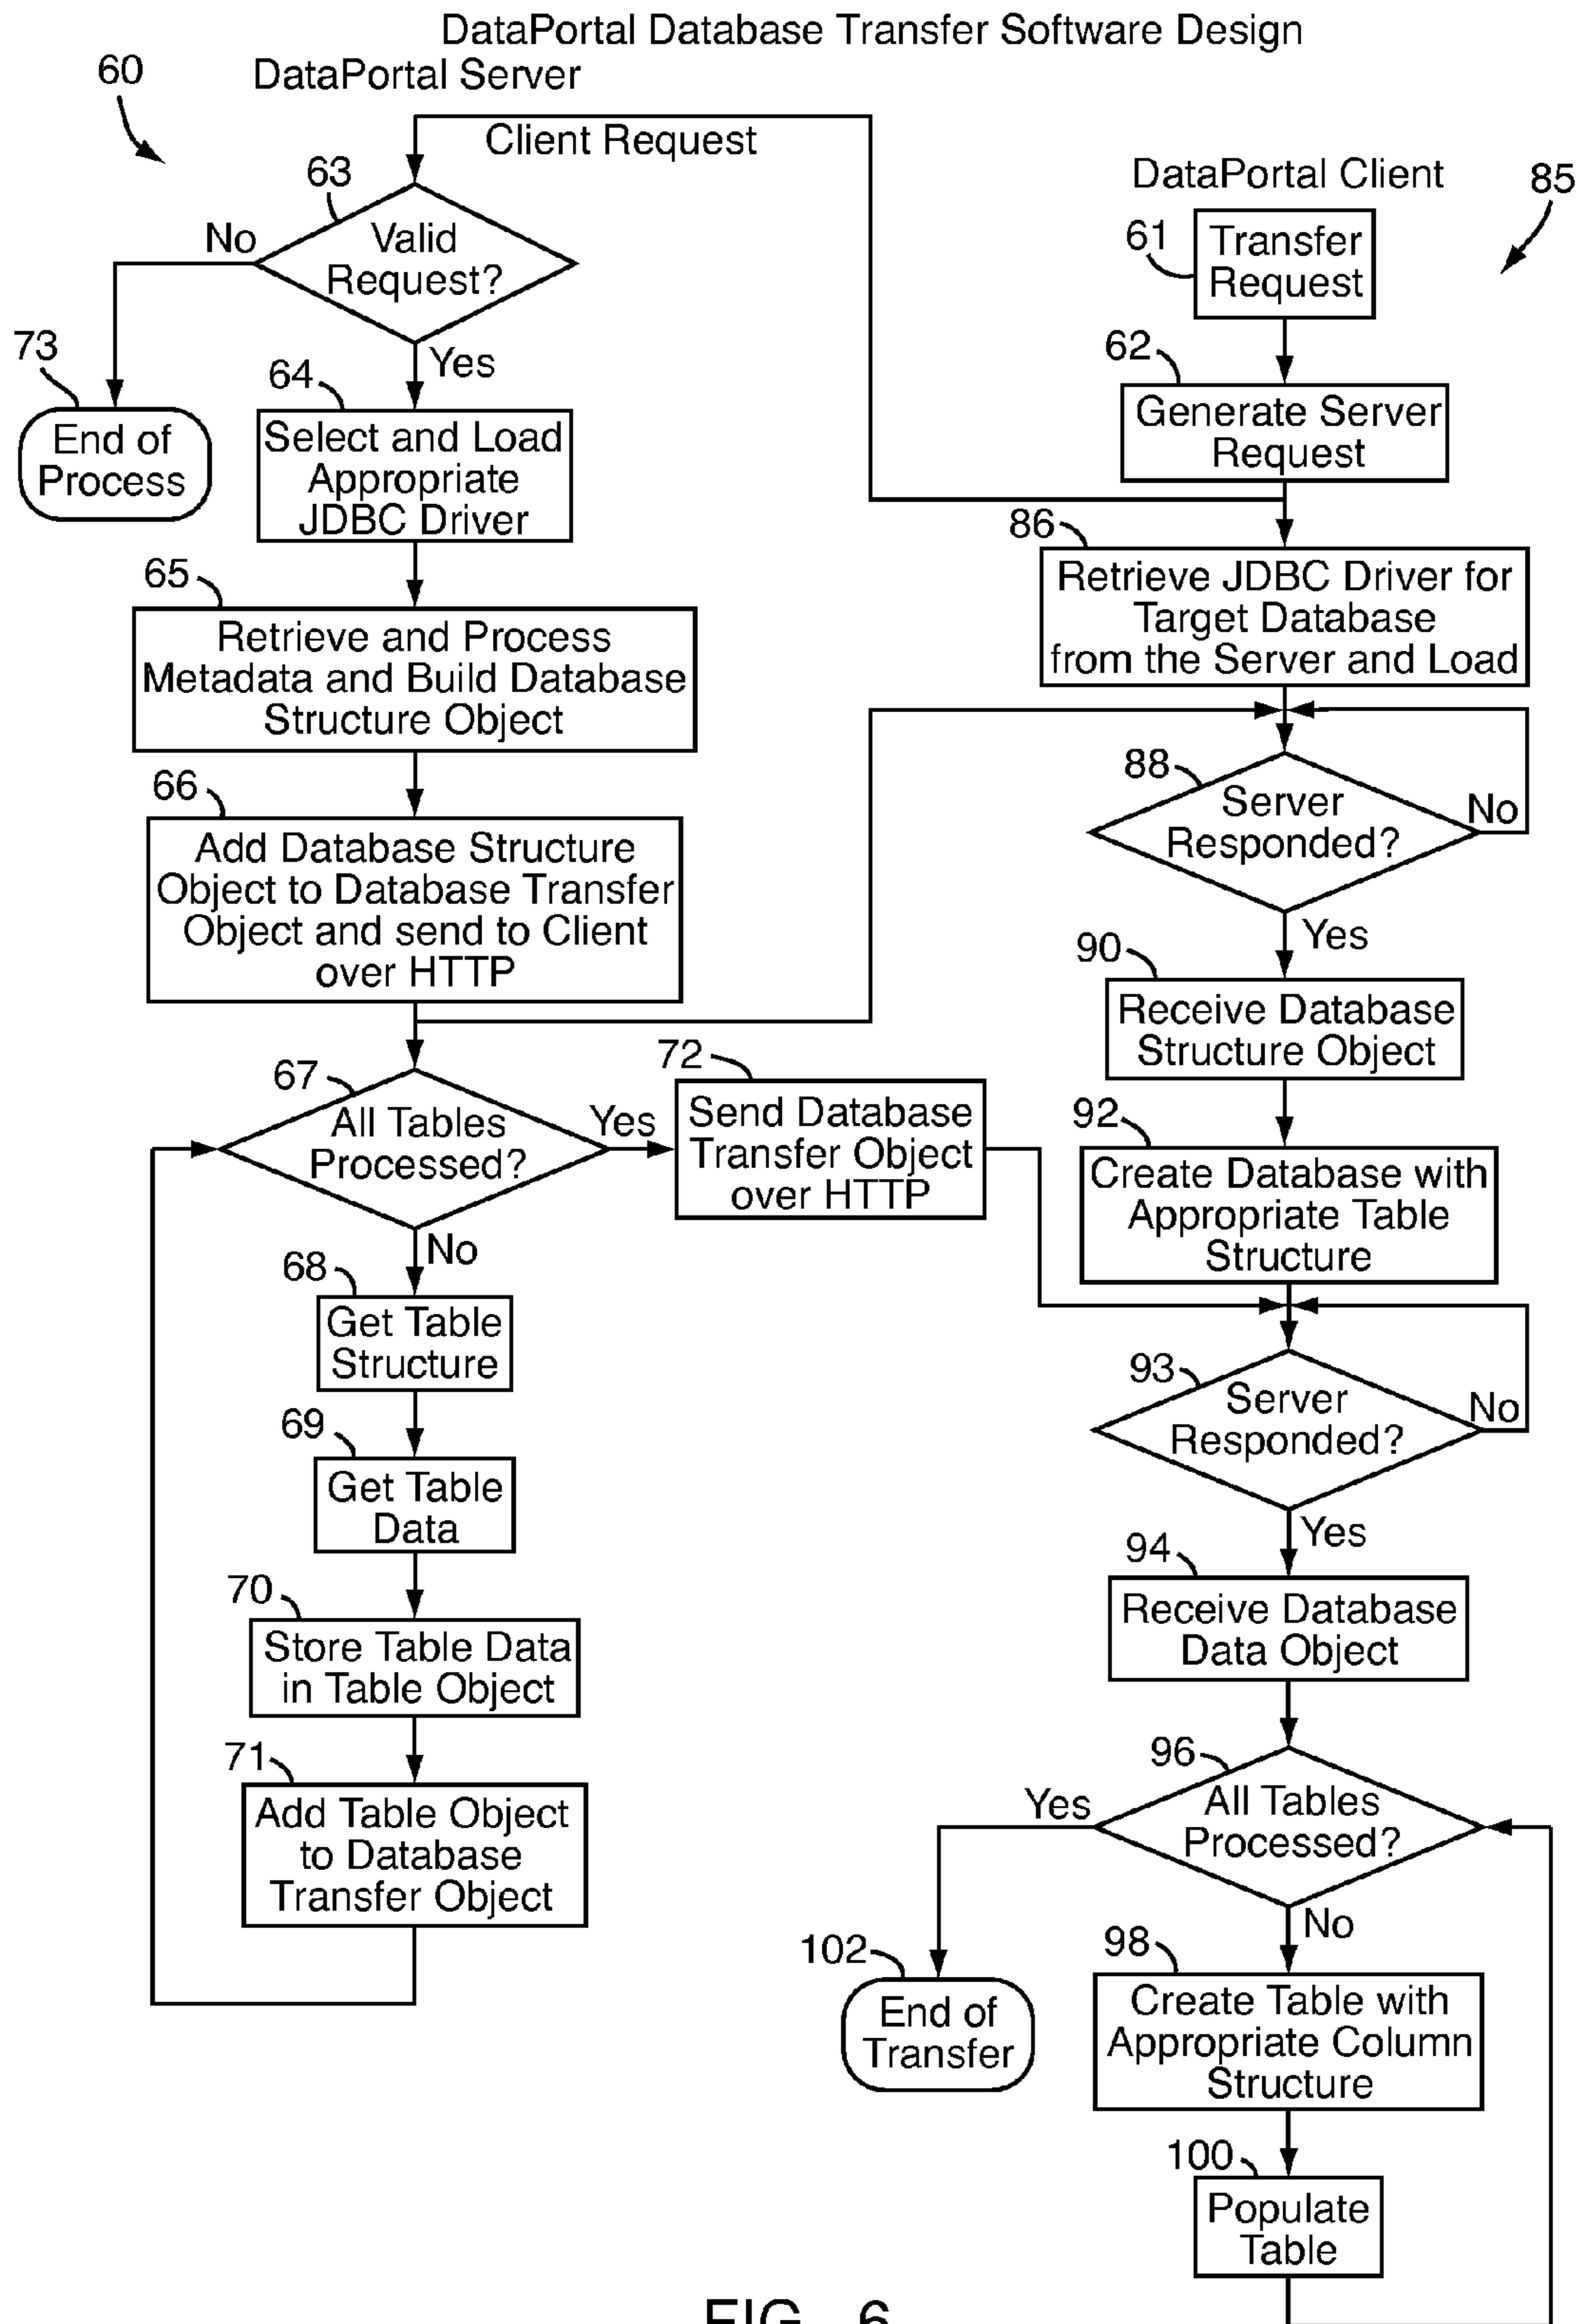 DataPortal Database Transfer Software Design
60
DataPortal Server
Client Request
63
Valid
Request?
No
Yes
73
End of
Process
64
Select and Load
Appropriate
JDBC Driver
65
Retrieve and Process
Metadata and Build Database
Structure Object
66
Add Database Structure
Object to Database Transfer
Object and send to Client
over HTTP
67
All Tables
Processed?
Yes
No
72
Send Database
Transfer Object
over HTTP
68
Get Table
Structure
69
Get Table
Data
70
Store Table Data
in Table Object
71
Add Table Object
to Database
Transfer Object
DataPortal Client
85
61
Transfer
Request
62
Generate Server
Request
86
Retrieve JDBC Driver for
Target Database
from the Server and Load
88
Server
Responded?
No
Yes
90
Receive Database
Structure Object
92
Create Database with
Appropriate Table
Structure
93
Server
Responded?
No
Yes
94
Receive Database
Data Object
96
All Tables
Processed?
Yes
No
102
End of
Transfer
98
Create Table with
Appropriate Column
Structure
100
Populate
Table
FIG. 6